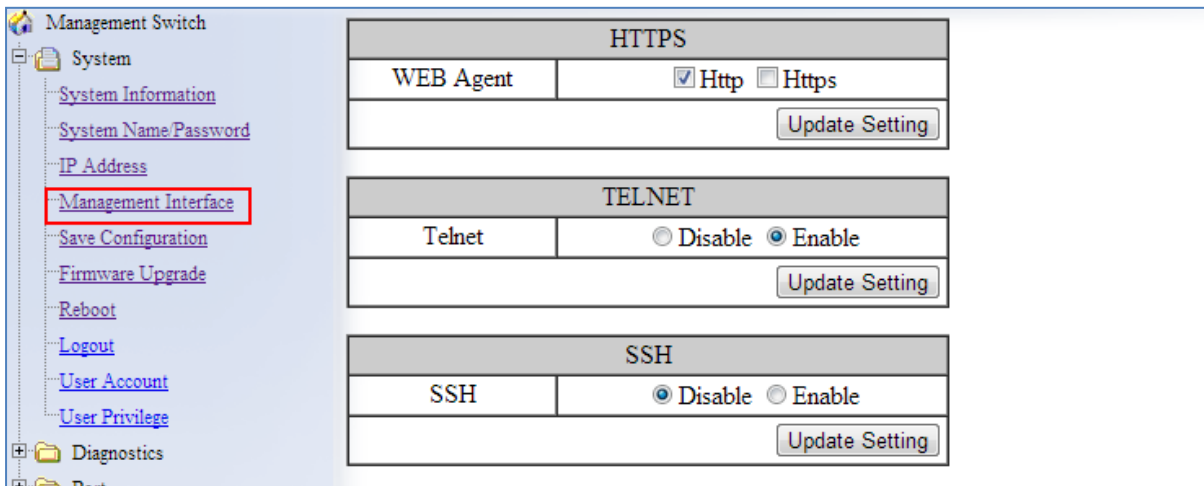 Management Switch
System
System Information
System Name/Password
IP Address
Management Interface
Save Configuration
Firmware Upgrade
Reboot
Logout
User Account
User Privilege
Diagnostics
HTTPS
WEB Agent Http Https
Update Setting
TELNET
Telnet Disable Enable
Update Setting
SSH
SSH Disable Enable
Update Setting